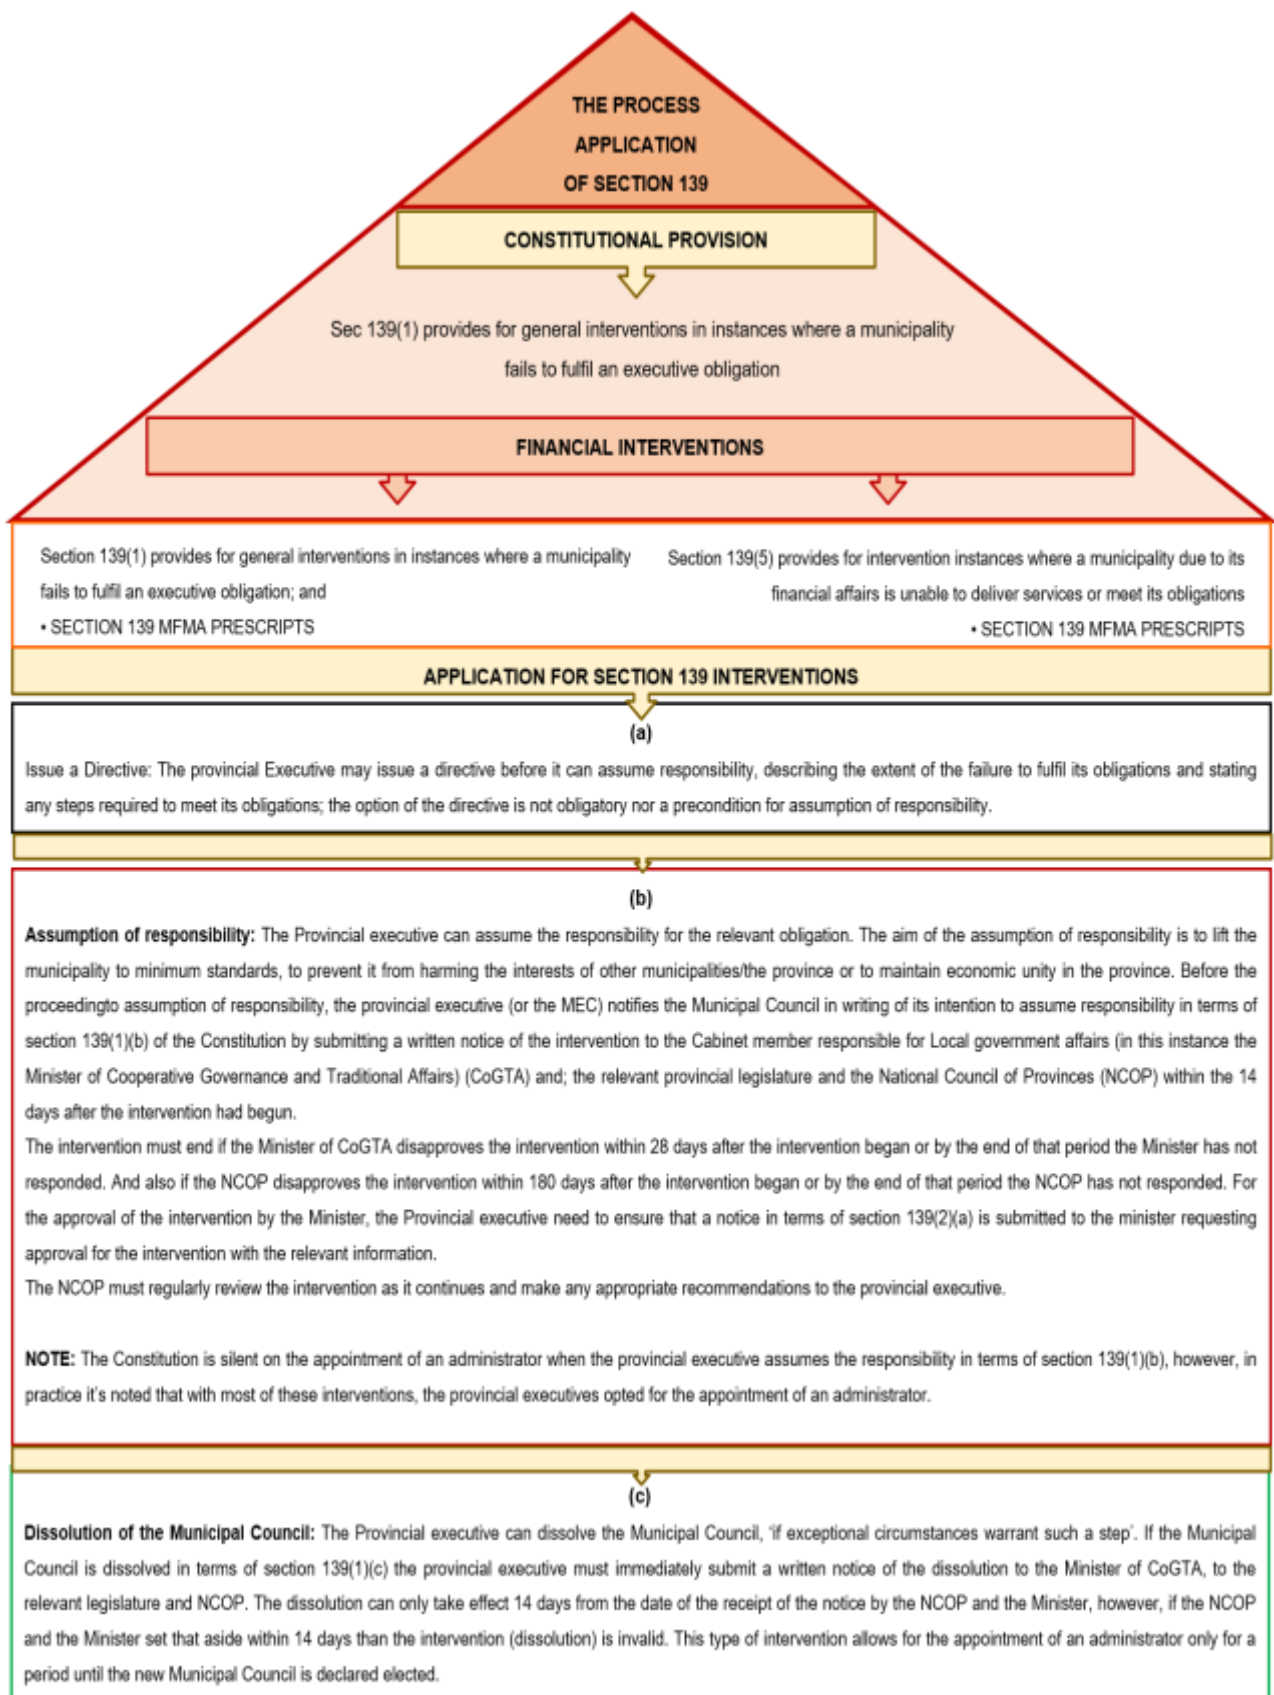 THE PROCESS
APPLICATION
OF SECTION 139
CONSTITUTIONAL PROVISION
Sec 139(1) provides for general interventions in instances where a municipality
fails to fulfil an executive obligation
FINANCIAL INTERVENTIONS
Section 139(1) provides for general interventions in instances where a municipality
fails to fulfil an executive obligation; and
• SECTION 139 MFMA PRESCRIPTS
Section 139(5) provides for intervention instances where a municipality due to its
financial affairs is unable to deliver services or meet its obligations
• SECTION 139 MFMA PRESCRIPTS
APPLICATION FOR SECTION 139 INTERVENTIONS
(a)
Issue a Directive: The provincial Executive may issue a directive before it can assume responsibility, describing the extent of the failure to fulfil its obligations and stating
any steps required to meet its obligations; the option of the directive is not obligatory nor a precondition for assumption of responsibility.
(b)
Assumption of responsibility: The Provincial executive can assume the responsibility for the relevant obligation. The aim of the assumption of responsibility is to lift the
municipality to minimum standards, to prevent it from harming the interests of other municipalities/the province or to maintain economic unity in the province. Before the
proceedingto assumption of responsibility, the provincial executive (or the MEC) notifies the Municipal Council in writing of its intention to assume responsibility in terms of
section 139(1)(b) of the Constitution by submitting a written notice of the intervention to the Cabinet member responsible for Local government affairs (in this instance the
Minister of Cooperative Governance and Traditional Affairs) (CoGTA) and; the relevant provincial legislature and the National Council of Provinces (NCOP) within the 14
days after the intervention had begun.
The intervention must end if the Minister of CoGTA disapproves the intervention within 28 days after the intervention began or by the end of that period the Minister has not
responded. And also if the NCOP disapproves the intervention within 180 days after the intervention began or by the end of that period the NCOP has not responded. For
the approval of the intervention by the Minister, the Provincial executive need to ensure that a notice in terms of section 139(2)(a) is submitted to the minister requesting
approval for the intervention with the relevant information.
The NCOP must regularly review the intervention as it continues and make any appropriate recommendations to the provincial executive.
NOTE: The Constitution is silent on the appointment of an administrator when the provincial executive assumes the responsibility in terms of section 139(1)(b), however, in
practice it's noted that with most of these interventions, the provincial executives opted for the appointment of an administrator.
(c)
Dissolution of the Municipal Council: The Provincial executive can dissolve the Municipal Council, 'if exceptional circumstances warrant such a step'. If the Municipal
Council is dissolved in terms of section 139(1)(c) the provincial executive must immediately submit a written notice of the dissolution to the Minister of CoGTA, to the
relevant legislature and NCOP. The dissolution can only take effect 14 days from the date of the receipt of the notice by the NCOP and the Minister, however, if the NCOP
and the Minister set that aside within 14 days than the intervention (dissolution) is invalid. This type of intervention allows for the appointment of an administrator only for a
period until the new Municipal Council is declared elected.